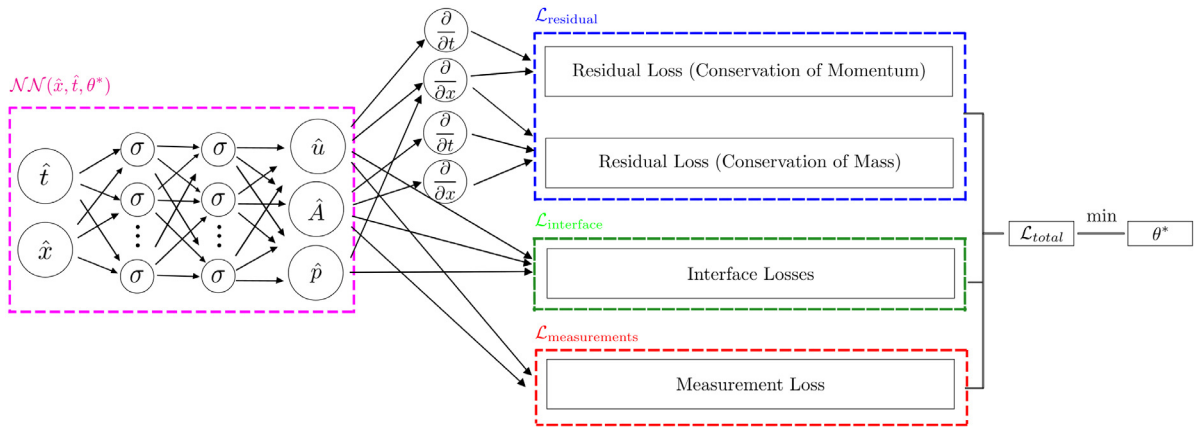 𝓛residual
∂/∂t
Residual Loss (Conservation of Momentum)
∂/∂x
𝒩𝒩(x̂, t̂, θ*)
σ σ û
∂/∂t
t̂
Residual Loss (Conservation of Mass)
∂/∂x
σ σ Â
𝓛interface
x̂
⋮ ⋮
𝓛total min θ*
σ σ p̂
Interface Losses
𝓛measurements
Measurement Loss